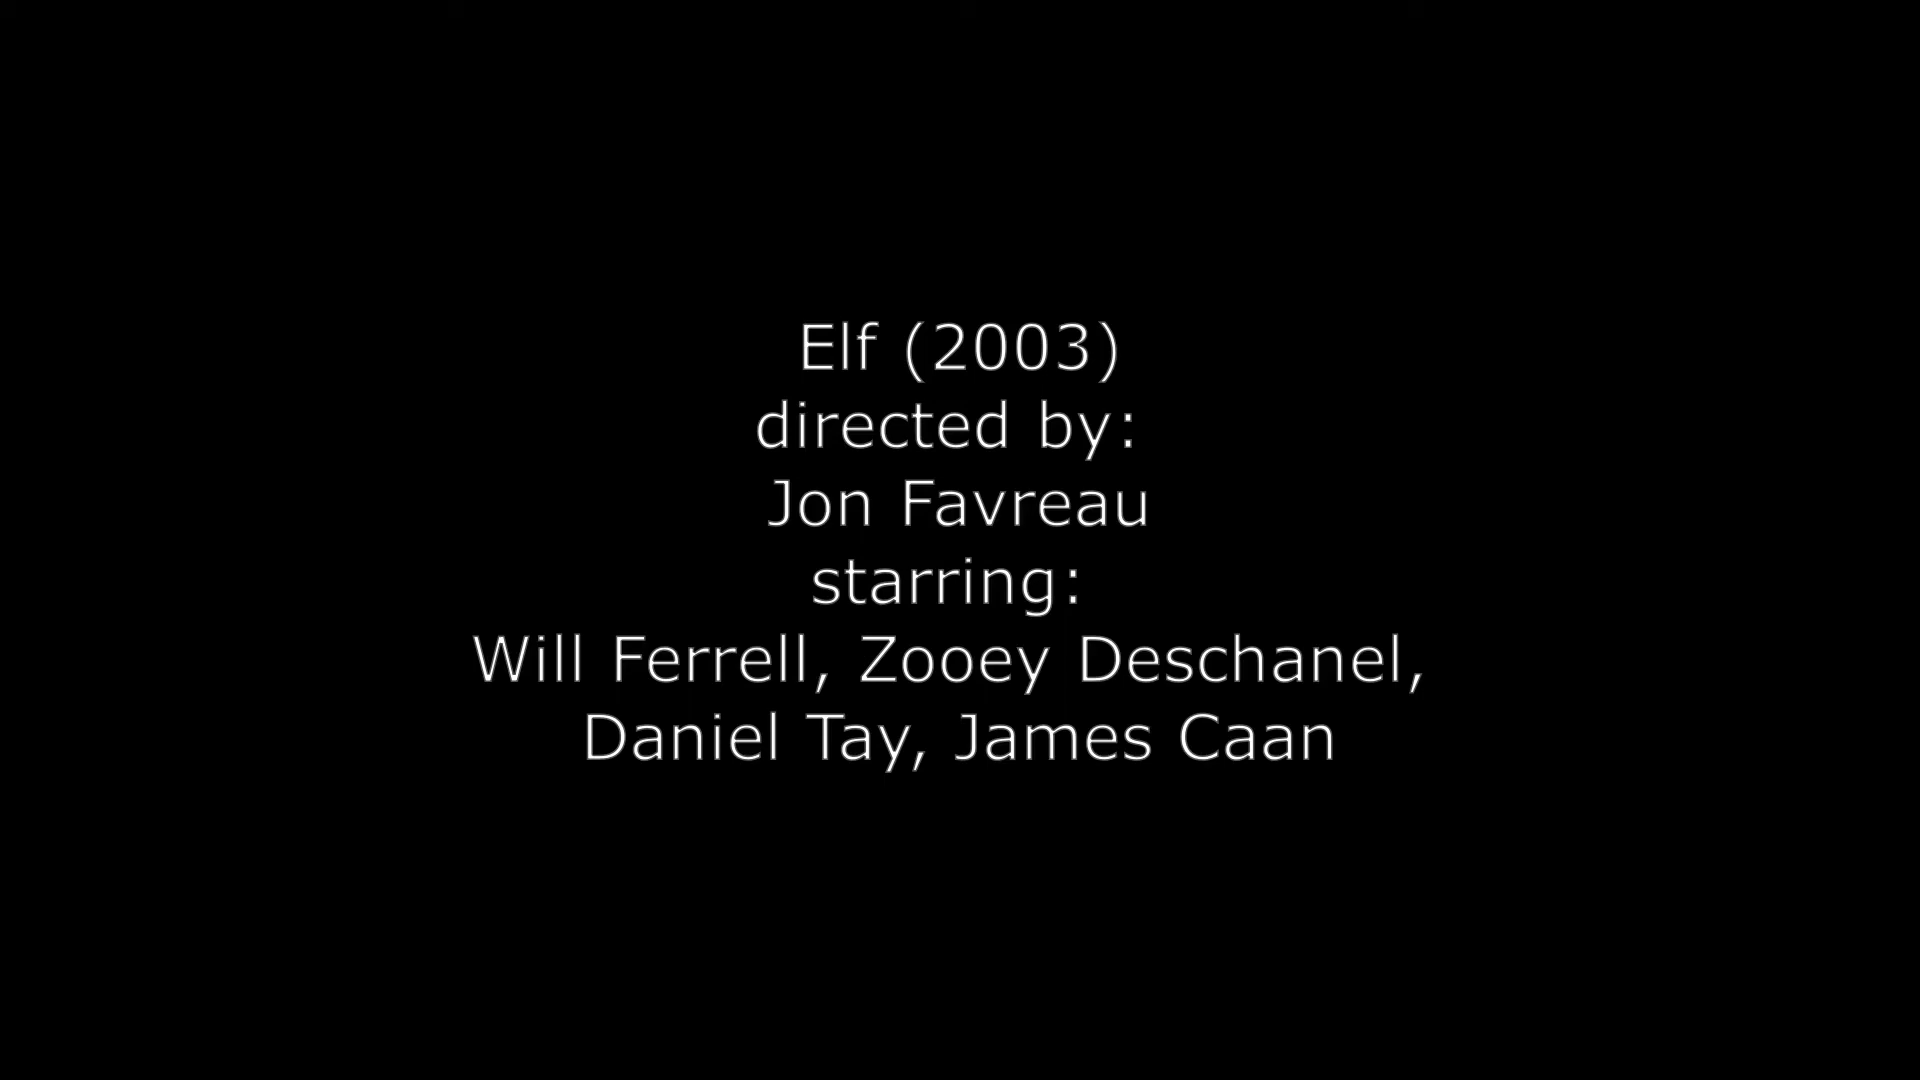 Elf (2003)
directed by:
Jon Favreau
starring:
Will Ferrell, Zooey Deschanel,
Daniel Tay, James Caan